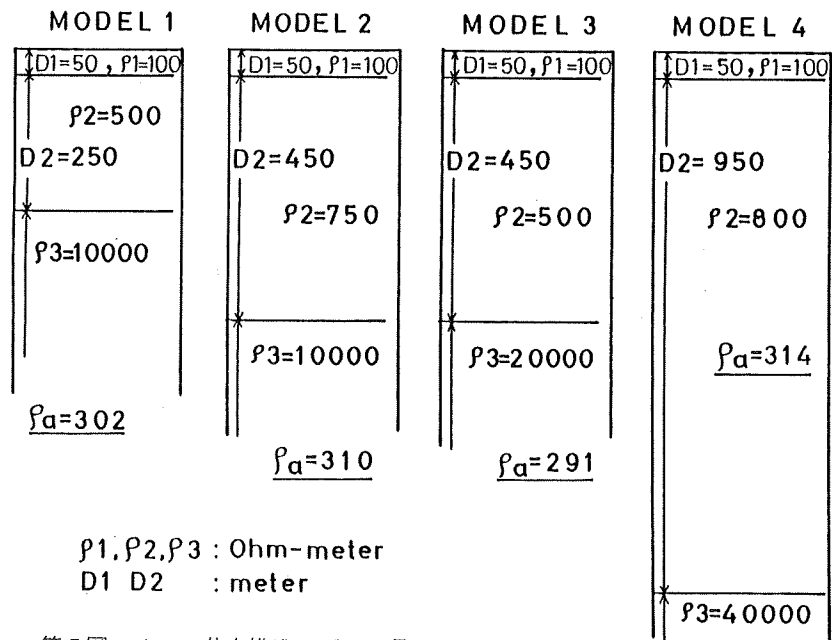 MODEL 1
D1=50, ρ1=100
ρ2=500
D2=250
ρ3=10000
ρa=302
MODEL 2
D1=50, ρ1=100
D2=450
ρ2=750
ρ3=10000
ρa=310
MODEL 3
D1=50, ρ1=100
D2=450
ρ2=500
ρ3=20000
ρa=291
MODEL 4
D1=50, ρ1=100
D2=950
ρ2=800
ρa=314
ρ3=40000
ρ1.ρ2.ρ3 : Ohm-meter
D1 D2 : meter